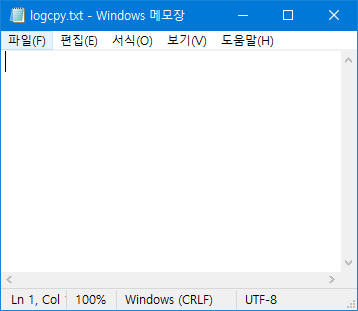 logcpy.txt - Windows 메모장
파일(F) 편집(E) 서식(O) 보기(V) 도움말(H)
Ln 1, Col 100% Windows (CRLF) UTF-8